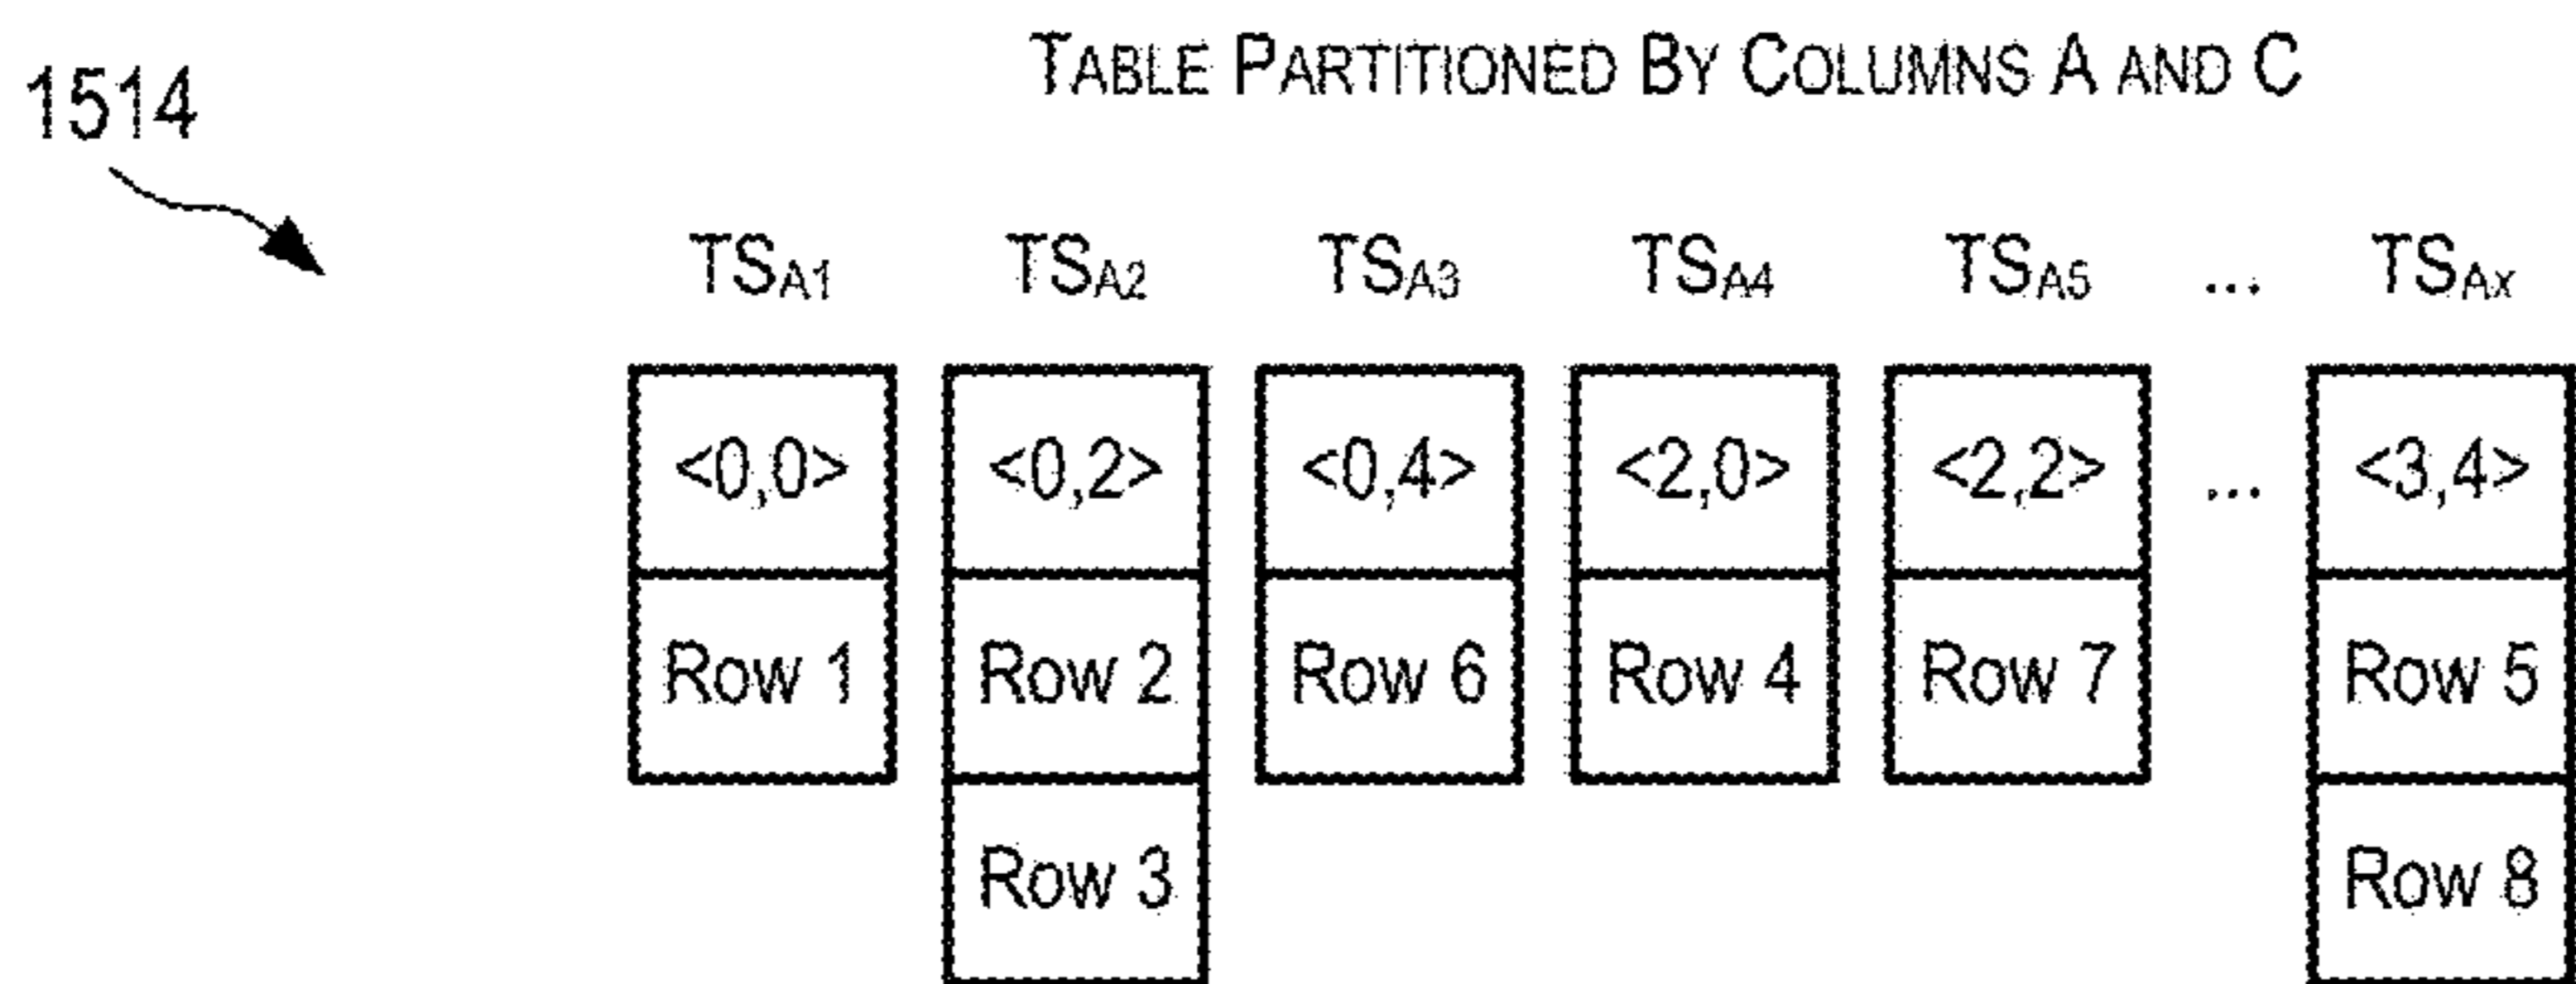 TABLE PARTITIONED BY COLUMNS A AND C
1514
TSA1 TSA2 TSA3 TSA4 TSA5 ... TSAx
<0,0> <0,2> <0,4> <2,0> <2,2> ... <3,4>
Row 1 Row 2 Row 6 Row 4 Row 7 Row 5
Row 3 Row 8